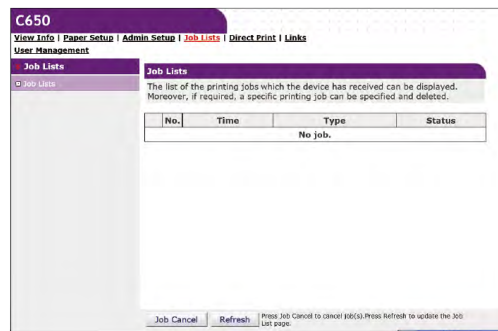 C650
View Info | Paper Setup | Admin Setup | Job Lists | Direct Print | Links
User Management
Job Lists
Job Lists
Job Lists
The list of the printing jobs which the device has received can be displayed.
Moreover, if required, a specific printing job can be specified and deleted.
No. Time Type Status
No job.
Job Cancel Refresh Press Job Cancel to cancel job(s).Press Refresh to update the Job
List page.